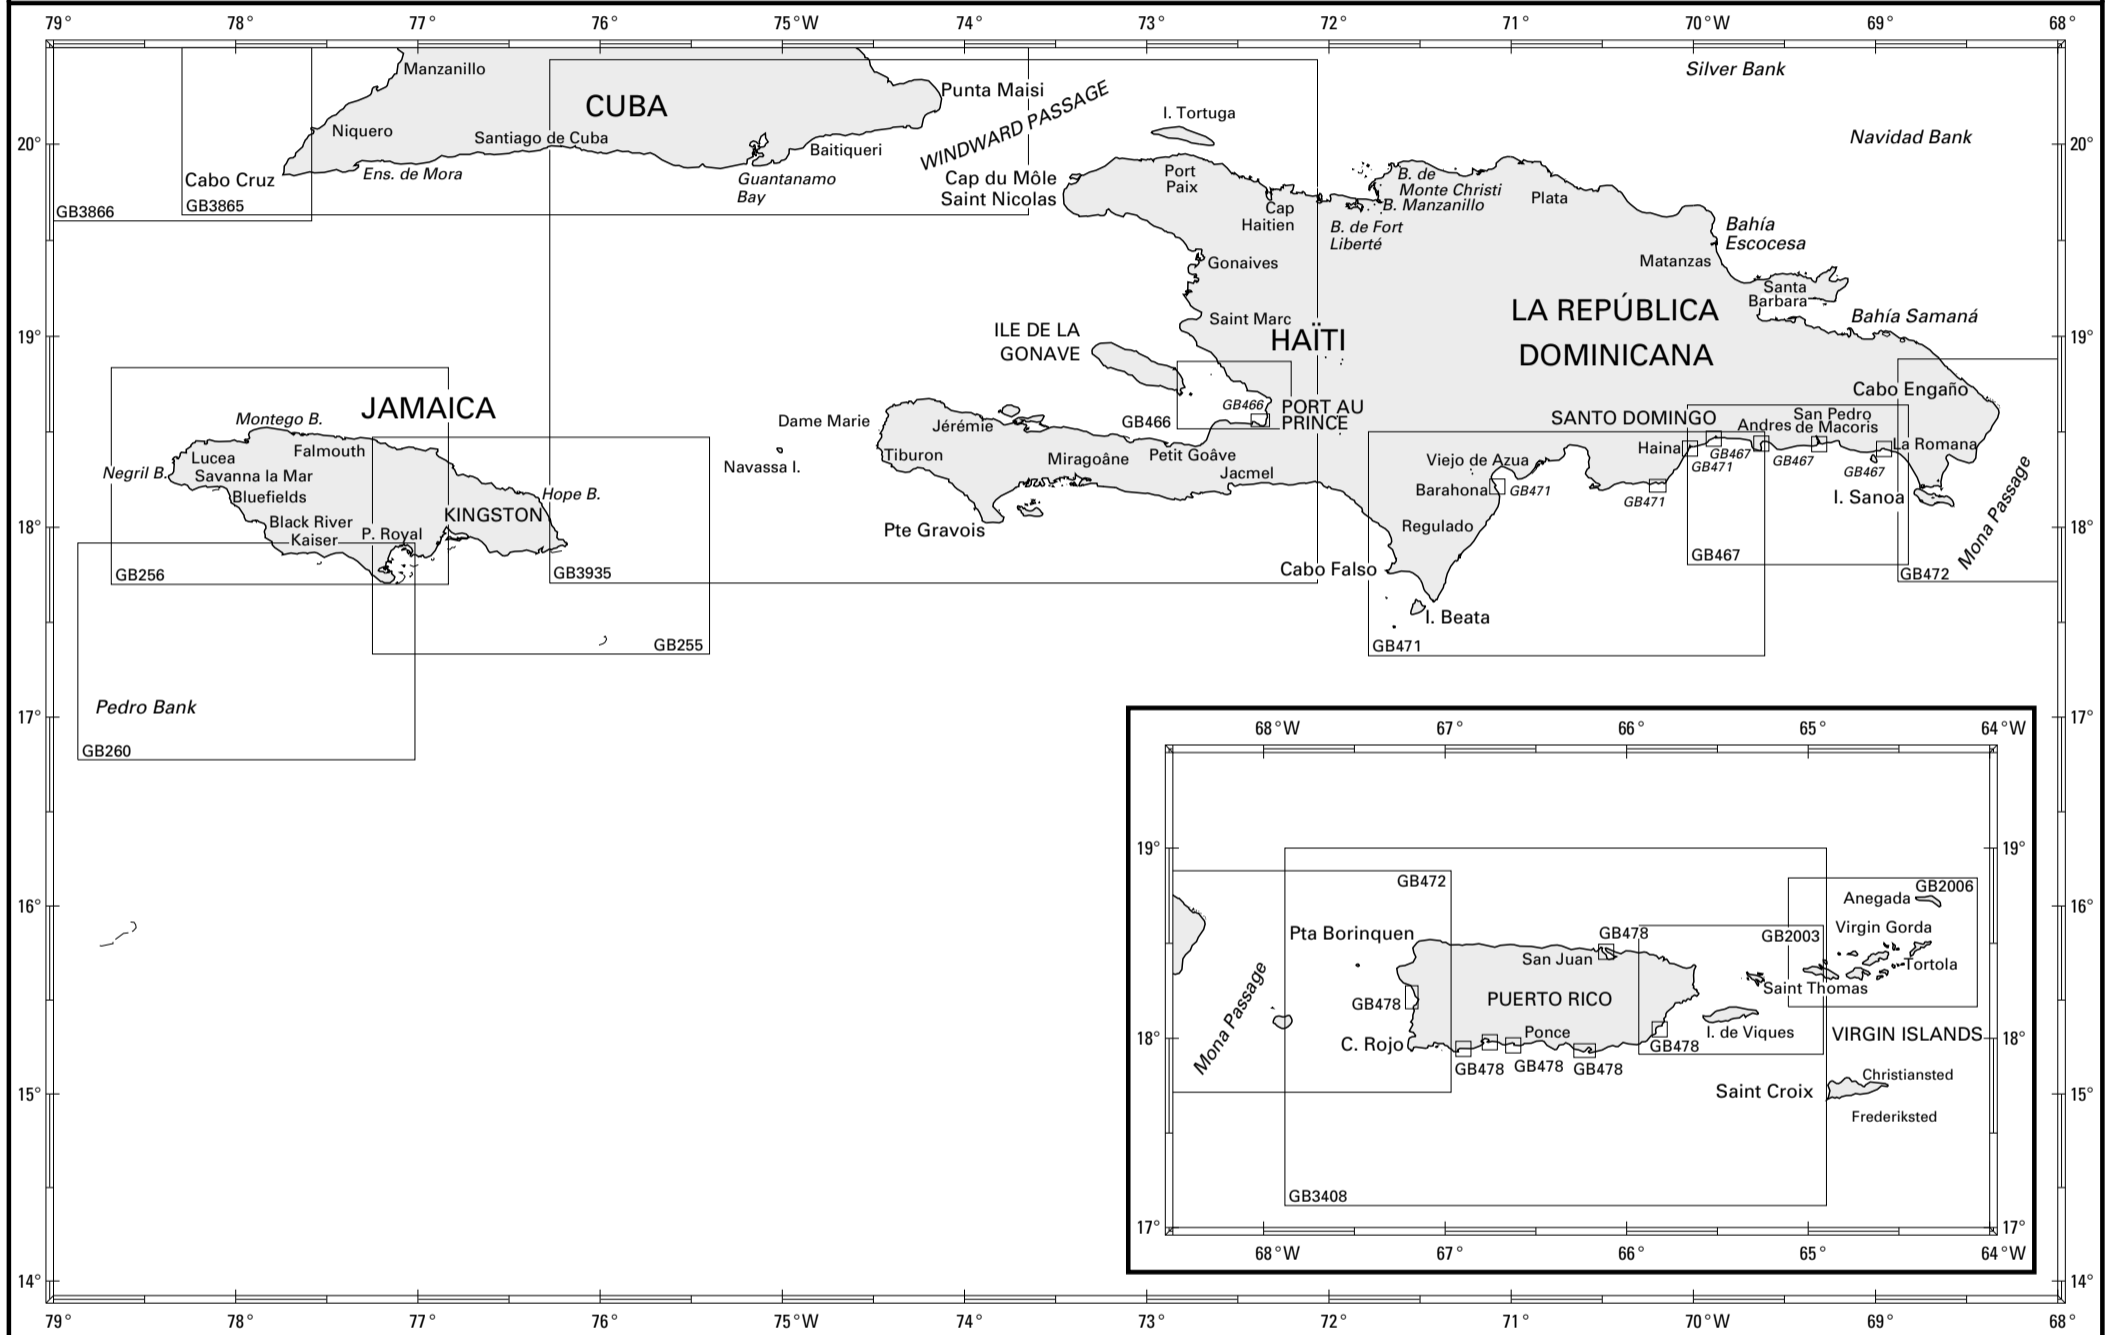 79° 78° 77° 76° 75°W 74° 73° 72° 71° 70°W 69° 68°
Manzanillo
Silver Bank
CUBA
Punta Maisi
WINDWARD PASSAGE
I. Tortuga
Niquero
Santiago de Cuba
Baitiqueri
Navidad Bank
20°
20°
Cabo Cruz
Ens. de Mora
Guantanamo
Bay
Cap du Môle
Saint Nicolas
Port
Paix
B. de
Monte Christi
B. Manzanillo
Plata
GB3866
GB3865
Cap
Haitien
B. de Fort
Liberté
Bahía
Escocesa
Gonaives
Matanzas
Santa
Barbara
LA REPÚBLICA
DOMINICANA
Bahía Samaná
Saint Marc
HAÏTI
ILE DE LA
GONAVE
19°
19°
JAMAICA
Montego B.
Dame Marie
Jérémie
GB466
GB466
PORT AU
PRINCE
SANTO DOMINGO
Cabo Engaño
San Pedro
de Macoris
Andres
Haina
La Romana
Lucea
Falmouth
Negril B.
Savanna la Mar
Bluefields
Hope B.
Navassa I.
Tiburon
Miragoâne
Petit Goâve
Jacmel
Viejo de Azua
Barahona
GB471
GB471
GB471
GB467
GB467
GB467
I. Sanoa
Mona Passage
Black River
Kaiser
P. Royal
KINGSTON
Pte Gravois
Regulado
18°
18°
GB256
GB3935
Cabo Falso
GB467
GB472
I. Beata
GB255
GB471
Pedro Bank
17°
17°
GB260
68°W 67° 66° 65° 64°W
19°
19°
GB472
GB2006
Anegada
Pta Borinquen
GB478
GB2003
Virgin Gorda
San Juan
Tortola
Saint Thomas
Mona Passage
GB478
PUERTO RICO
Ponce
I. de Viques
VIRGIN ISLANDS
18°
C. Rojo
GB478
18°
GB478
GB478
GB478
Saint Croix
Christiansted
Frederiksted
GB3408
17°
17°
68°W 67° 66° 65° 64°W
16°
16°
15°
15°
14°
14°
79° 78° 77° 76° 75°W 74° 73° 72° 71° 70°W 69° 68°